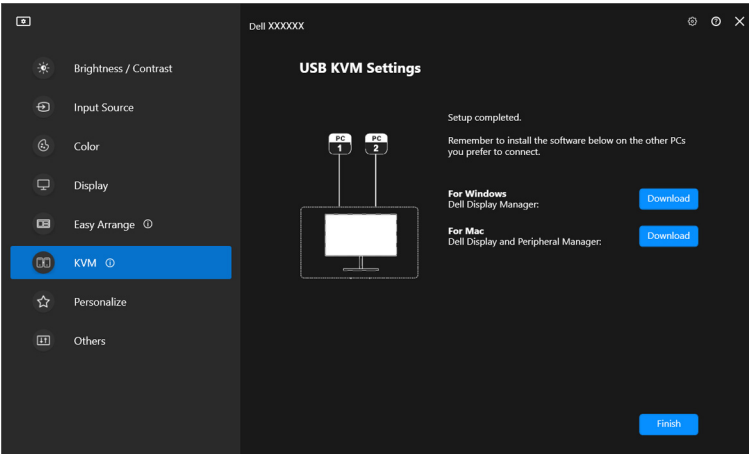 Dell XXXXXX
Brightness / Contrast
Input Source
Color
Display
Easy Arrange
KVM
Personalize
Others
USB KVM Settings
PC
1
PC
2
Setup completed.
Remember to install the software below on the other PCs
you prefer to connect.
For Windows
Dell Display Manager:
Download
For Mac
Dell Display and Peripheral Manager:
Download
Finish